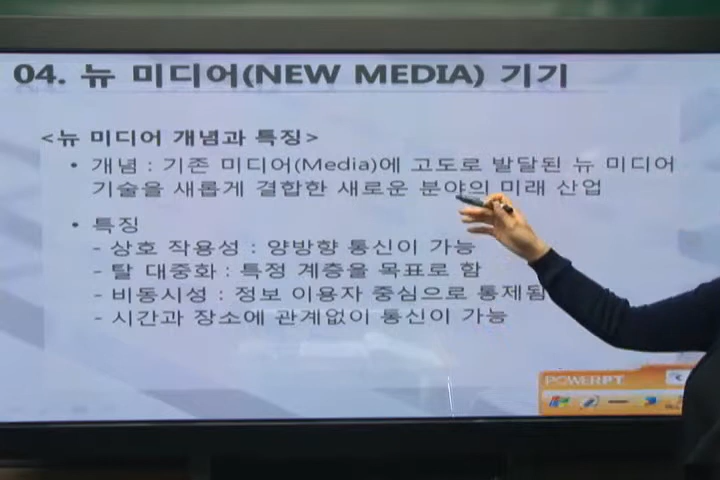 04. 뉴 미디어(NEW MEDIA) 기기
<뉴 미디어 개념과 특징>
• 개념 : 기존 미디어(Media)에 고도로 발달된 뉴 미디어
기술을 새롭게 결합한 새로운 분야의 미래 산업
• 특징
- 상호 작용성 : 양방향 통신이 가능
- 탈 대중화 : 특정 계층을 목표로 함
- 비동시성 : 정보 이용자 중심으로 통제됨
- 시간과 장소에 관계없이 통신이 가능
POWERPT